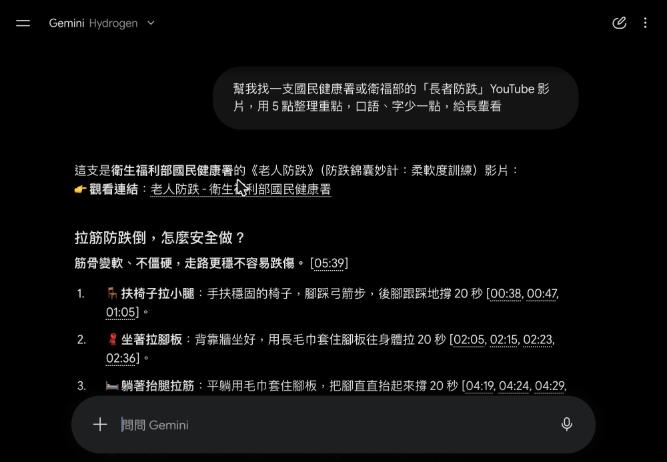 Gemini Hydrogen
幫我找一支國民健康署或衛福部的「長者防跌」YouTube 影
片，用 5 點整理重點，口語、字少一點，給長輩看
這支是衛生福利部國民健康署的《老人防跌》(防跌錦囊妙計：柔軟度訓練）影片：
👉 觀看連結：老人防跌 - 衛生福利部國民健康署
拉筋防跌倒，怎麼安全做？
筋骨變軟、不僵硬，走路更穩不容易跌傷。 [05:39]
1. 🪑 扶椅子拉小腿：手扶穩固的椅子，腳踩弓箭步，後腳跟踩地撐 20 秒 [00:38, 00:47,
01:05]。
2. 🧣 坐著拉腳板：背靠牆坐好，用長毛巾套住腳板往身體拉 20 秒 [02:05, 02:15, 02:23,
02:36]。
3. 🛏️ 躺著抬腿拉筋：平躺用毛巾套住腳板，把腳直直抬起來撐 20 秒 [04:19, 04:24, 04:29,
問問 Gemini